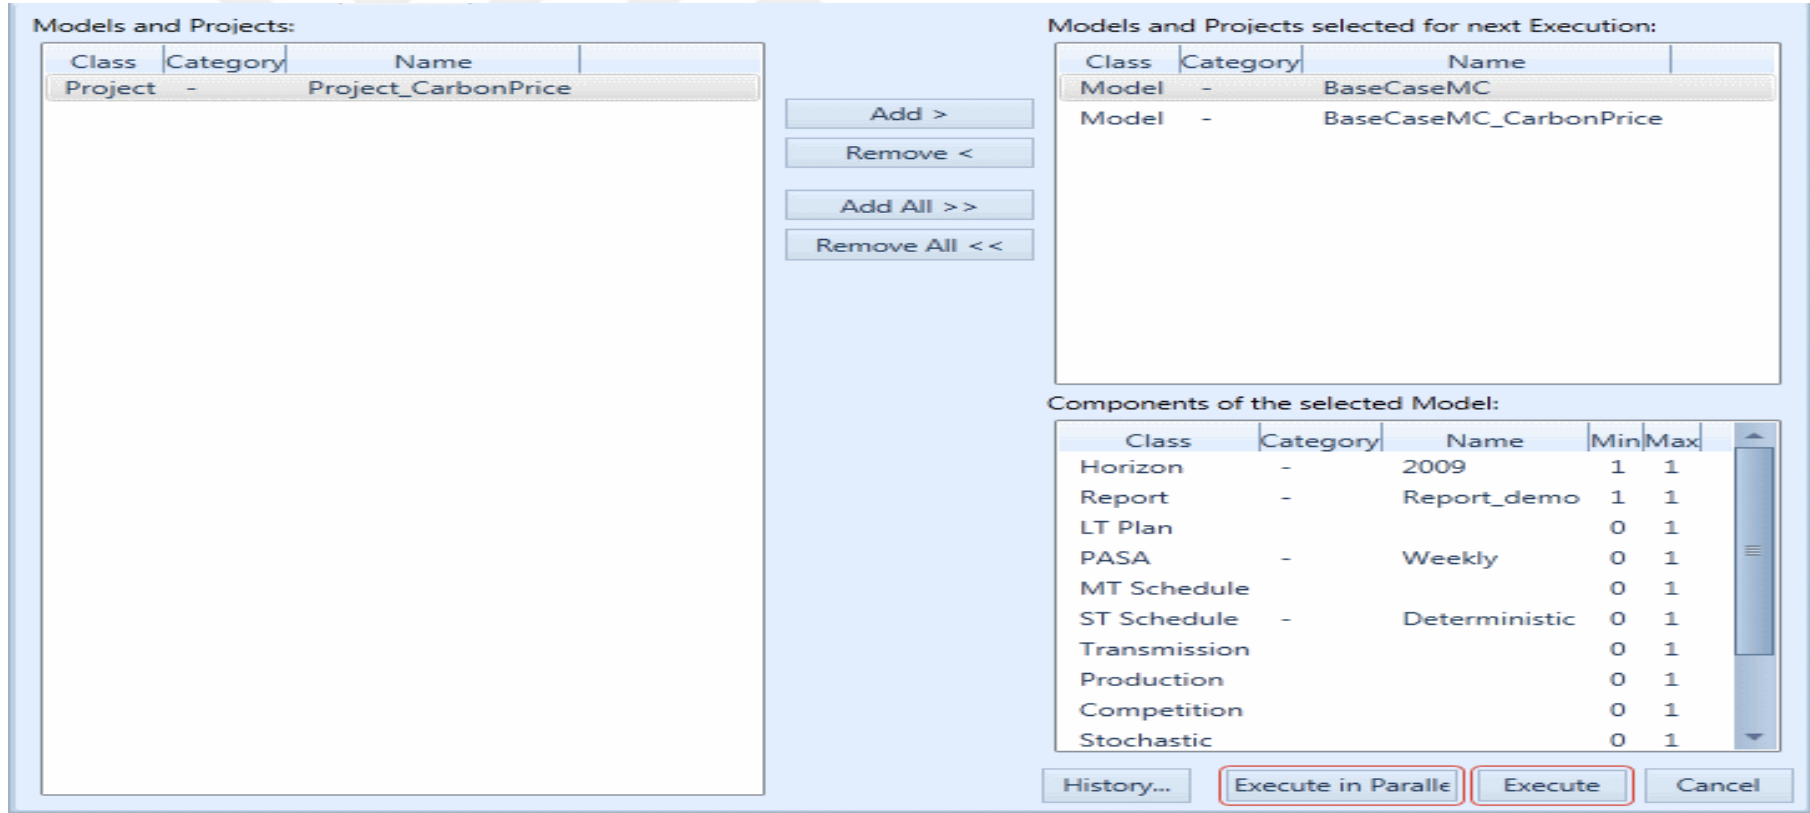 Models and Projects:
Class Category Name
Project - Project_CarbonPrice
Add >
Remove <
Add All >>
Remove All <<
Models and Projects selected for next Execution:
Class Category Name
Model - BaseCaseMC
Model - BaseCaseMC_CarbonPrice
Components of the selected Model:
Class Category Name Min Max
Horizon - 2009 1 1
Report - Report_demo 1 1
LT Plan 0 1
PASA - Weekly 0 1
MT Schedule 0 1
ST Schedule - Deterministic 0 1
Transmission 0 1
Production 0 1
Competition 0 1
Stochastic 0 1
History... Execute in Paralle Execute Cancel